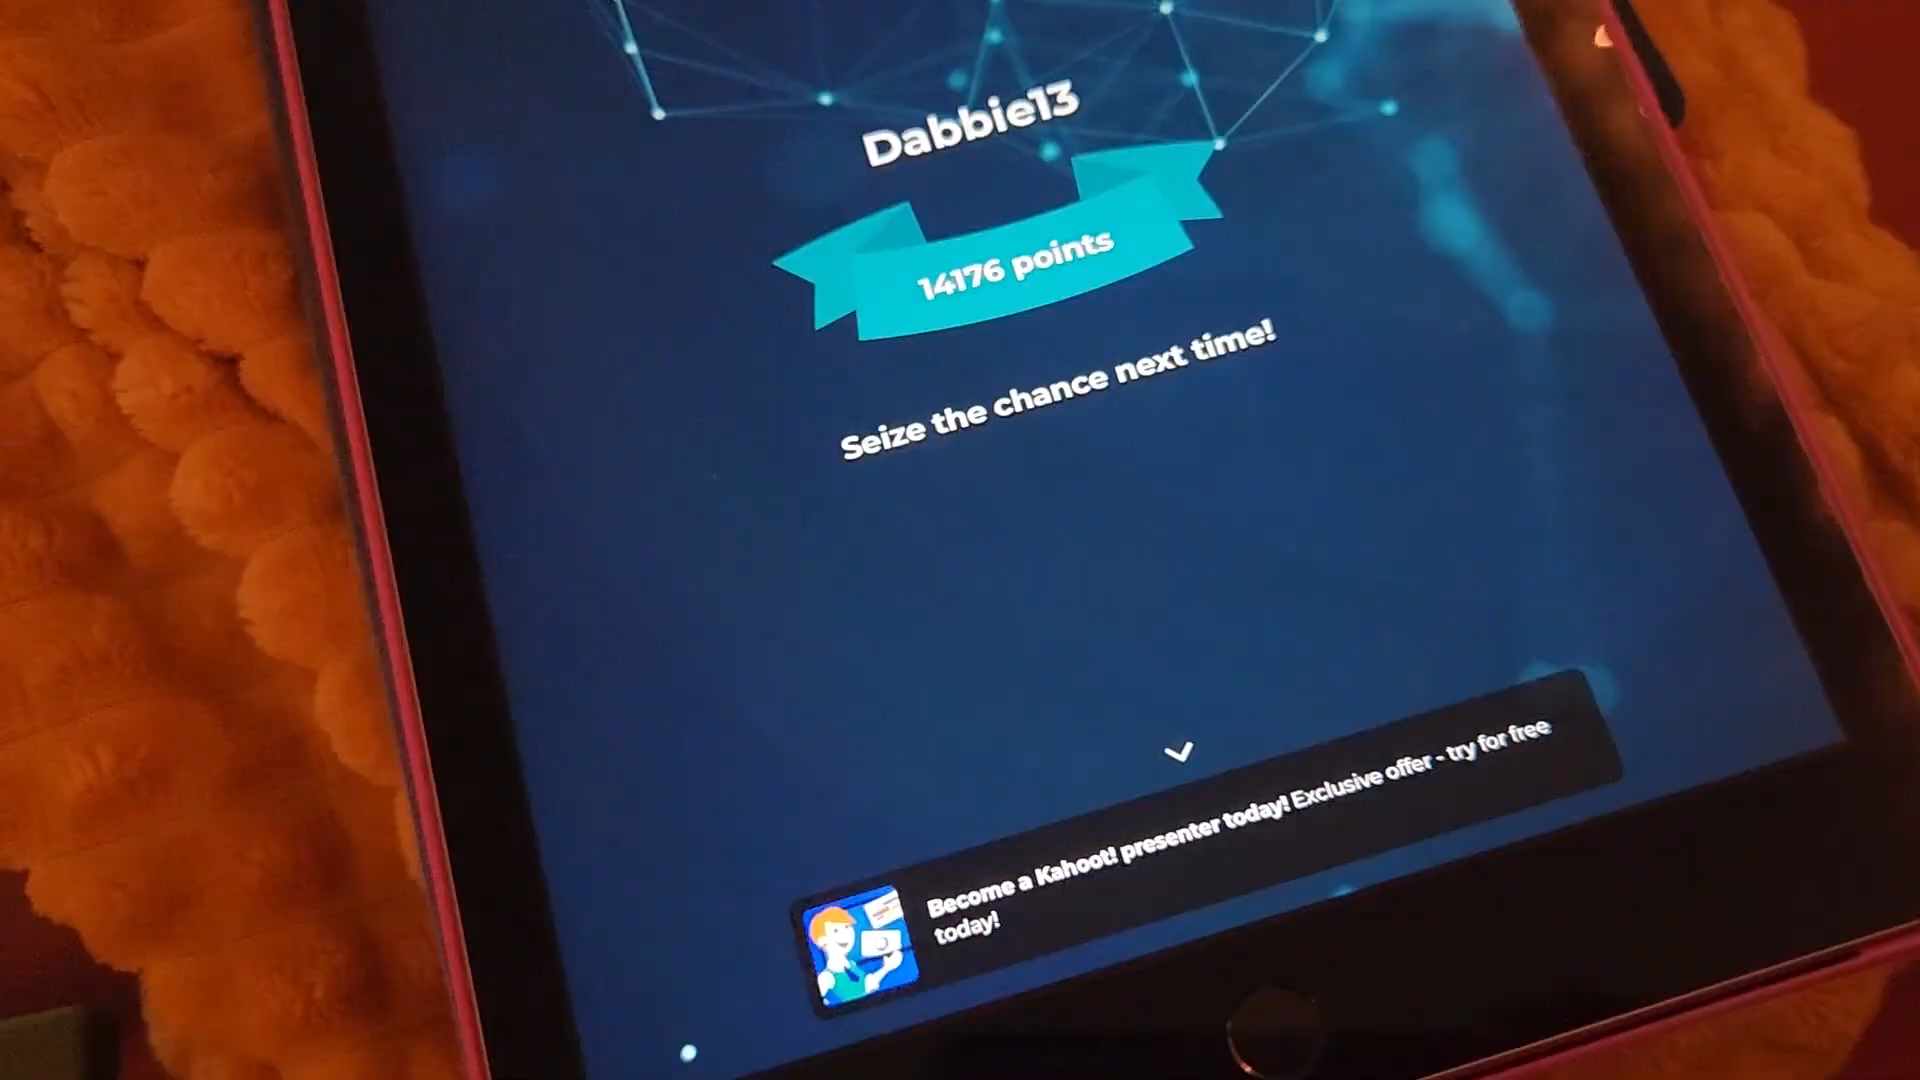 Dabbie13
14176 points
Seize the chance next time!
Become a Kahoot! presenter today! Exclusive offer - try for free
today!